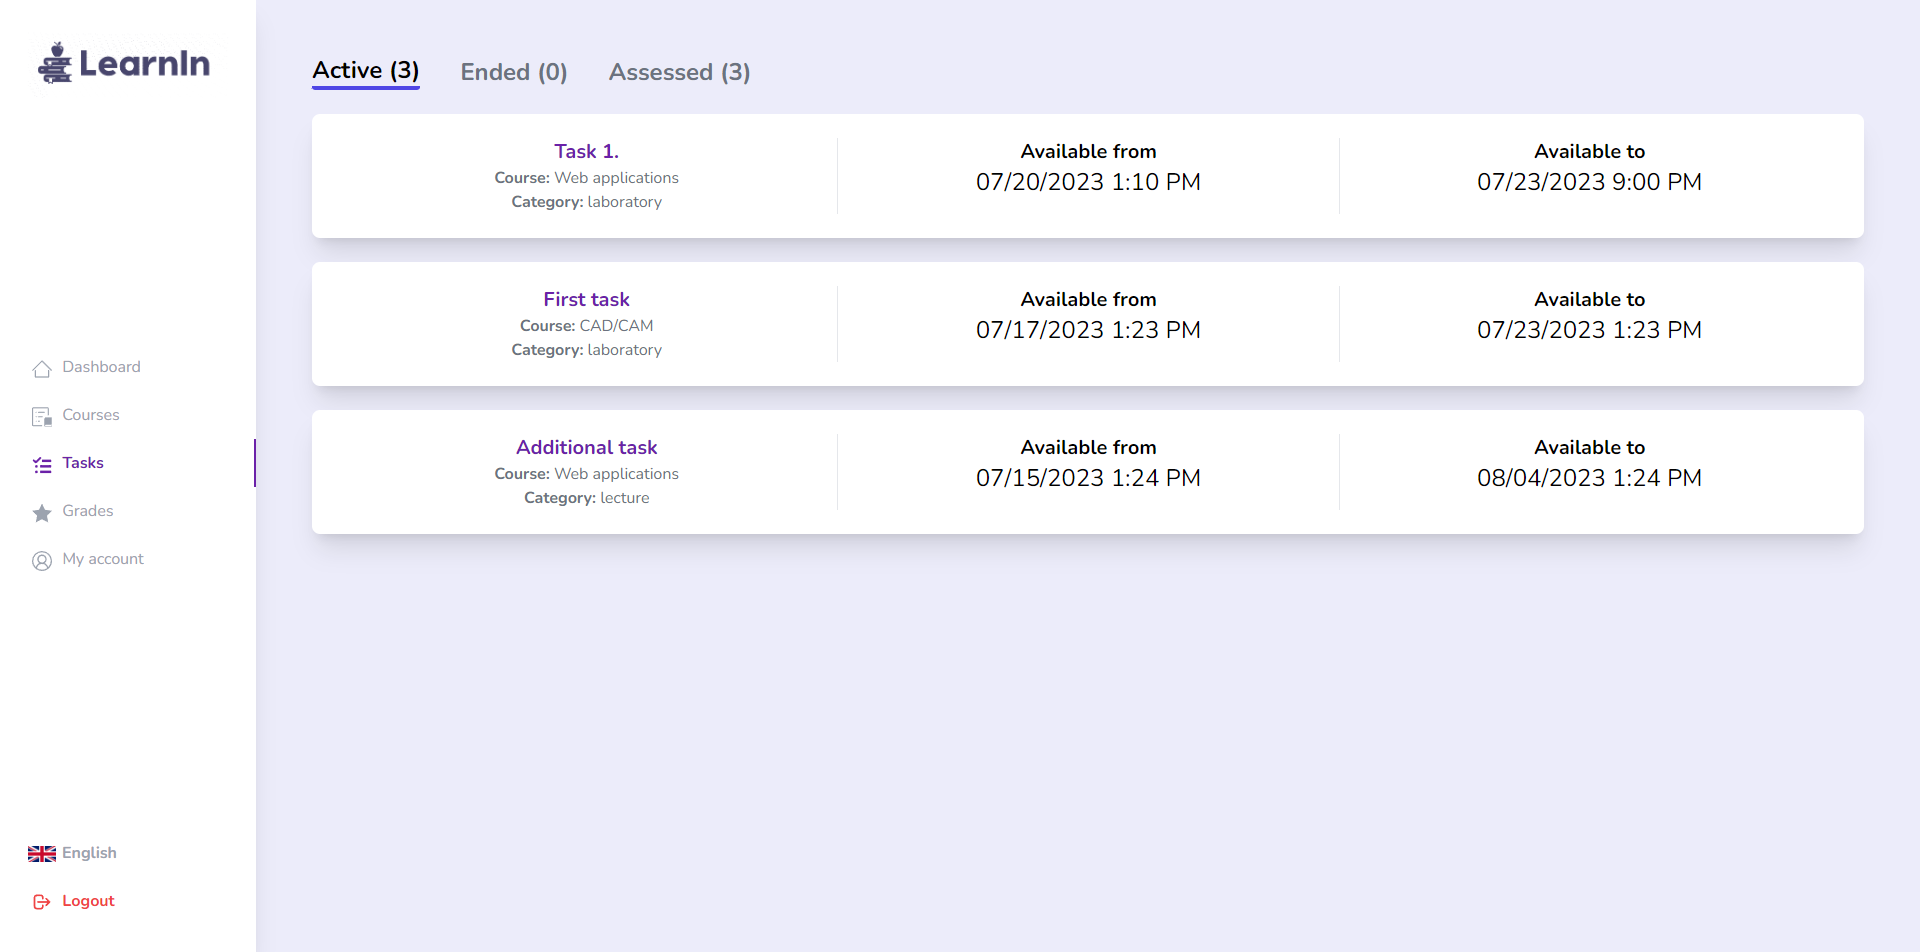 LearnIn
Dashboard
Courses
Tasks
Grades
My account
English
Logout
Active (3)
Ended (0)
Assessed (3)
Task 1.
Course: Web applications
Category: laboratory
Available from
07/20/2023 1:10 PM
Available to
07/23/2023 9:00 PM
First task
Course: CAD/CAM
Category: laboratory
Available from
07/17/2023 1:23 PM
Available to
07/23/2023 1:23 PM
Additional task
Course: Web applications
Category: lecture
Available from
07/15/2023 1:24 PM
Available to
08/04/2023 1:24 PM